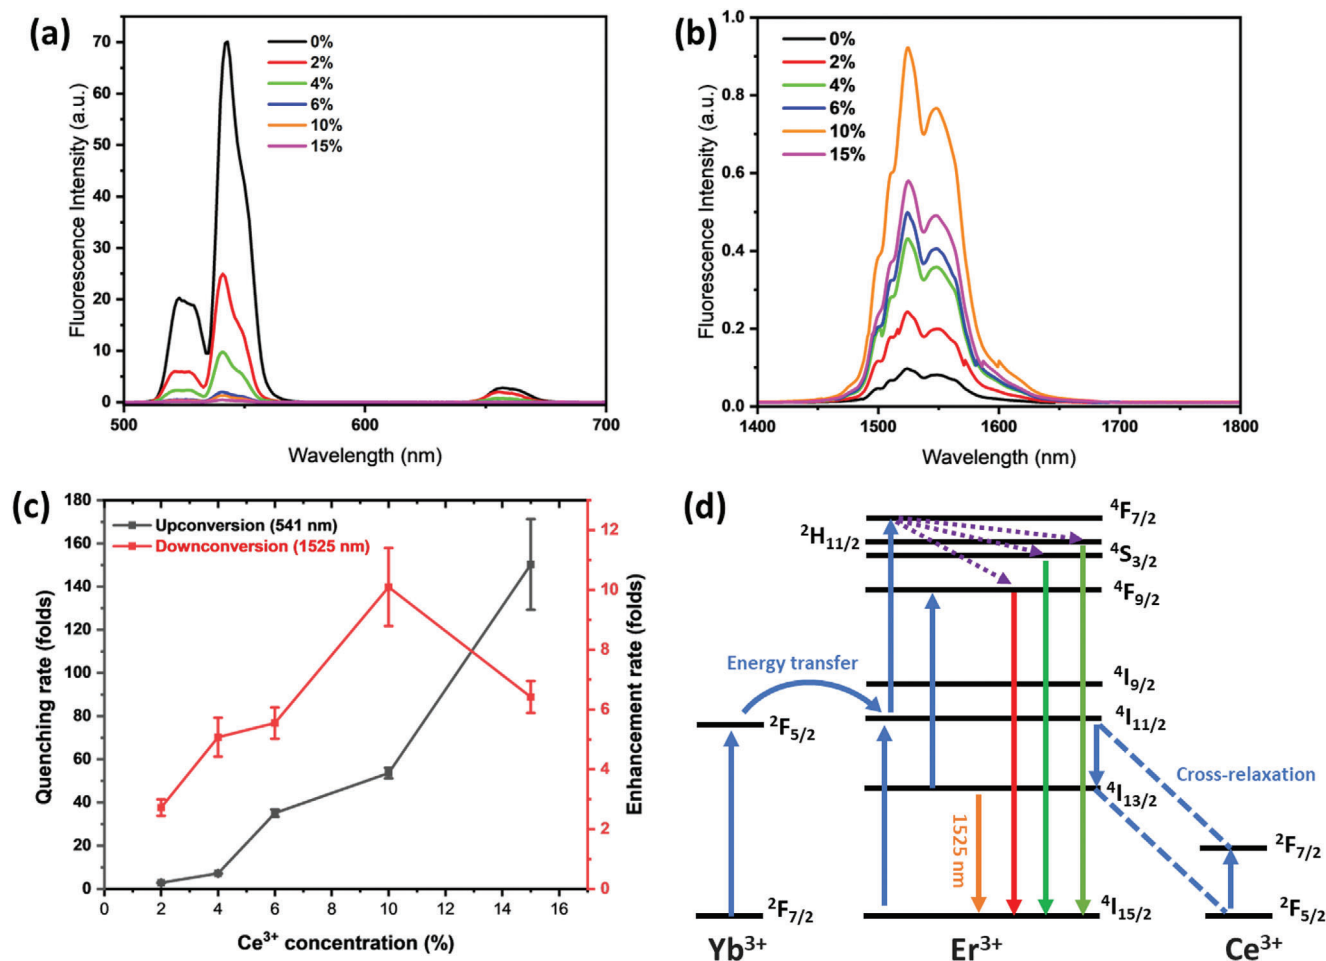 (a)
0%
2%
4%
6%
10%
15%
Fluorescence Intensity (a.u.)
70
60
50
40
30
20
10
0
500
600
700
Wavelength (nm)
(b)
0%
2%
4%
6%
10%
15%
Fluorescence Intensity (a.u.)
1.0
0.8
0.6
0.4
0.2
0.0
1400
1500
1600
1700
1800
Wavelength (nm)
(c)
Upconversion (541 nm)
Downconversion (1525 nm)
Quenching rate (folds)
180
160
140
120
100
80
60
40
20
0
Enhancement rate (folds)
12
10
8
6
4
2
0
0 2 4 6 8 10 12 14 16
Ce³⁺ concentration (%)
(d)
⁴F₇/₂
²H₁₁/₂
⁴S₃/₂
⁴F₉/₂
Energy transfer
⁴I₉/₂
⁴I₁₁/₂
²F₅/₂
Cross-relaxation
⁴I₁₃/₂
1525 nm
²F₇/₂
²F₇/₂
⁴I₁₅/₂
²F₅/₂
Yb³⁺
Er³⁺
Ce³⁺